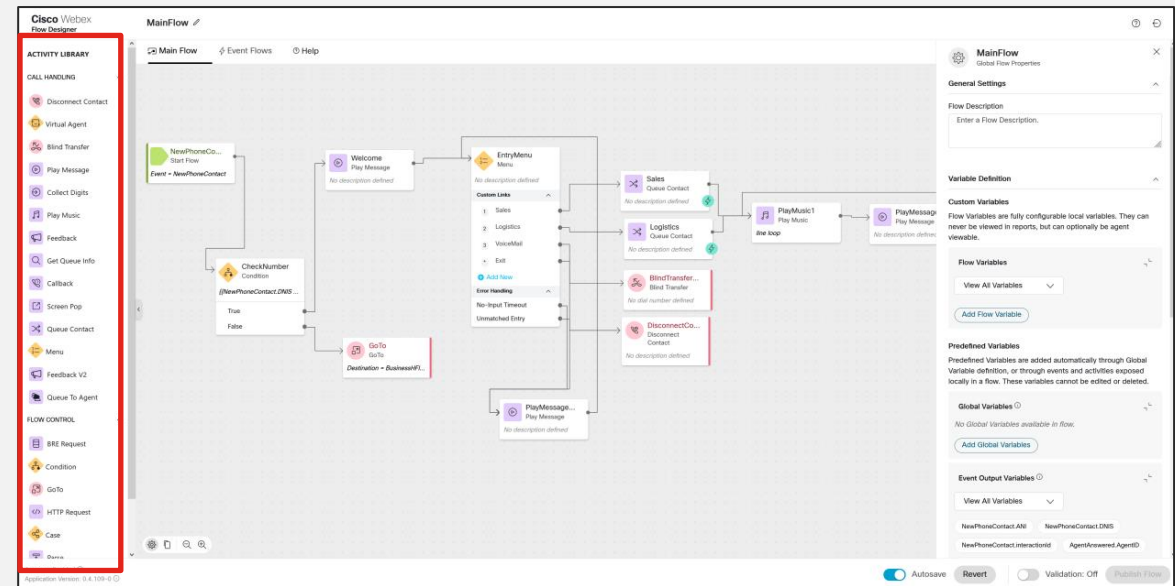 Cisco Webex
Flow Designer
MainFlow
ACTIVITY LIBRARY
CALL HANDLING
Disconnect Contact
Virtual Agent
Blind Transfer
Play Message
Collect Digits
Play Music
Feedback
Get Queue Info
Callback
Screen Pop
Queue Contact
Menu
Feedback V2
Queue To Agent
FLOW CONTROL
BRE Request
Condition
GoTo
HTTP Request
Case
Parse
Application Version: 0.4.109-0
Main Flow
Event Flows
Help
NewPhoneCo...
Start Flow
Event = NewPhoneContact
CheckNumber
Condition
{{NewPhoneContact.DNIS ...
True
False
Welcome
Play Message
No description defined
GoTo
GoTo
Destination = BusinessHFl...
EntryMenu
Menu
No description defined
Custom Links
1 Sales
2 Logistics
3 VoiceMail
Exit
Add New
Error Handling
No-Input Timeout
Unmatched Entry
PlayMessage...
Play Message
No description defined
Sales
Queue Contact
No description defined
Logistics
Queue Contact
No description defined
BlindTransfer...
Blind Transfer
No dial number defined
DisconnectCo...
Disconnect
Contact
No description defined
PlayMusic1
Play Music
line loop
PlayMessage
Play Message
No description defined
MainFlow
Global Flow Properties
General Settings
Flow Description
Enter a Flow Description.
Variable Definition
Custom Variables
Flow Variables are fully configurable local variables. They can
never be viewed in reports, but can optionally be agent
viewable.
Flow Variables
View All Variables
Add Flow Variable
Predefined Variables
Predefined Variables are added automatically through Global
Variable definition, or through events and activities exposed
locally in a flow. These variables cannot be edited or deleted.
Global Variables
No Global Variables available in flow.
Add Global Variables
Event Output Variables
View All Variables
NewPhoneContact.ANI NewPhoneContact.DNIS
NewPhoneContact.interactionId AgentAnswered.AgentID
Autosave Revert Validation: Off Publish Flow